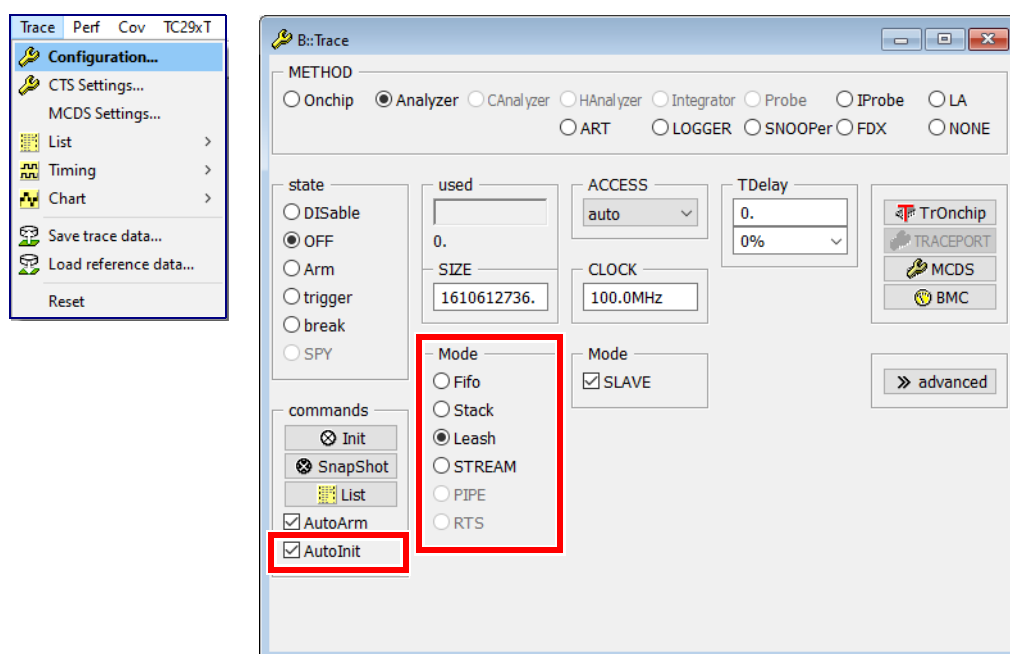 Trace Perf Cov TC29xT
Configuration...
CTS Settings...
MCDS Settings...
List
Timing
Chart
Save trace data...
Load reference data...
Reset
B::Trace
METHOD
Onchip Analyzer CAnalyzer HAnalyzer Integrator Probe IProbe LA
ART LOGGER SNOOPer FDX NONE
state
DISable
OFF
Arm
trigger
break
SPY
used
0.
SIZE
1610612736.
ACCESS
auto
CLOCK
100.0MHz
TDelay
0.
0%
TrOnchip
TRACEPORT
MCDS
BMC
commands
Init
SnapShot
List
AutoArm
AutoInit
Mode
Fifo
Stack
Leash
STREAM
PIPE
RTS
Mode
SLAVE
advanced